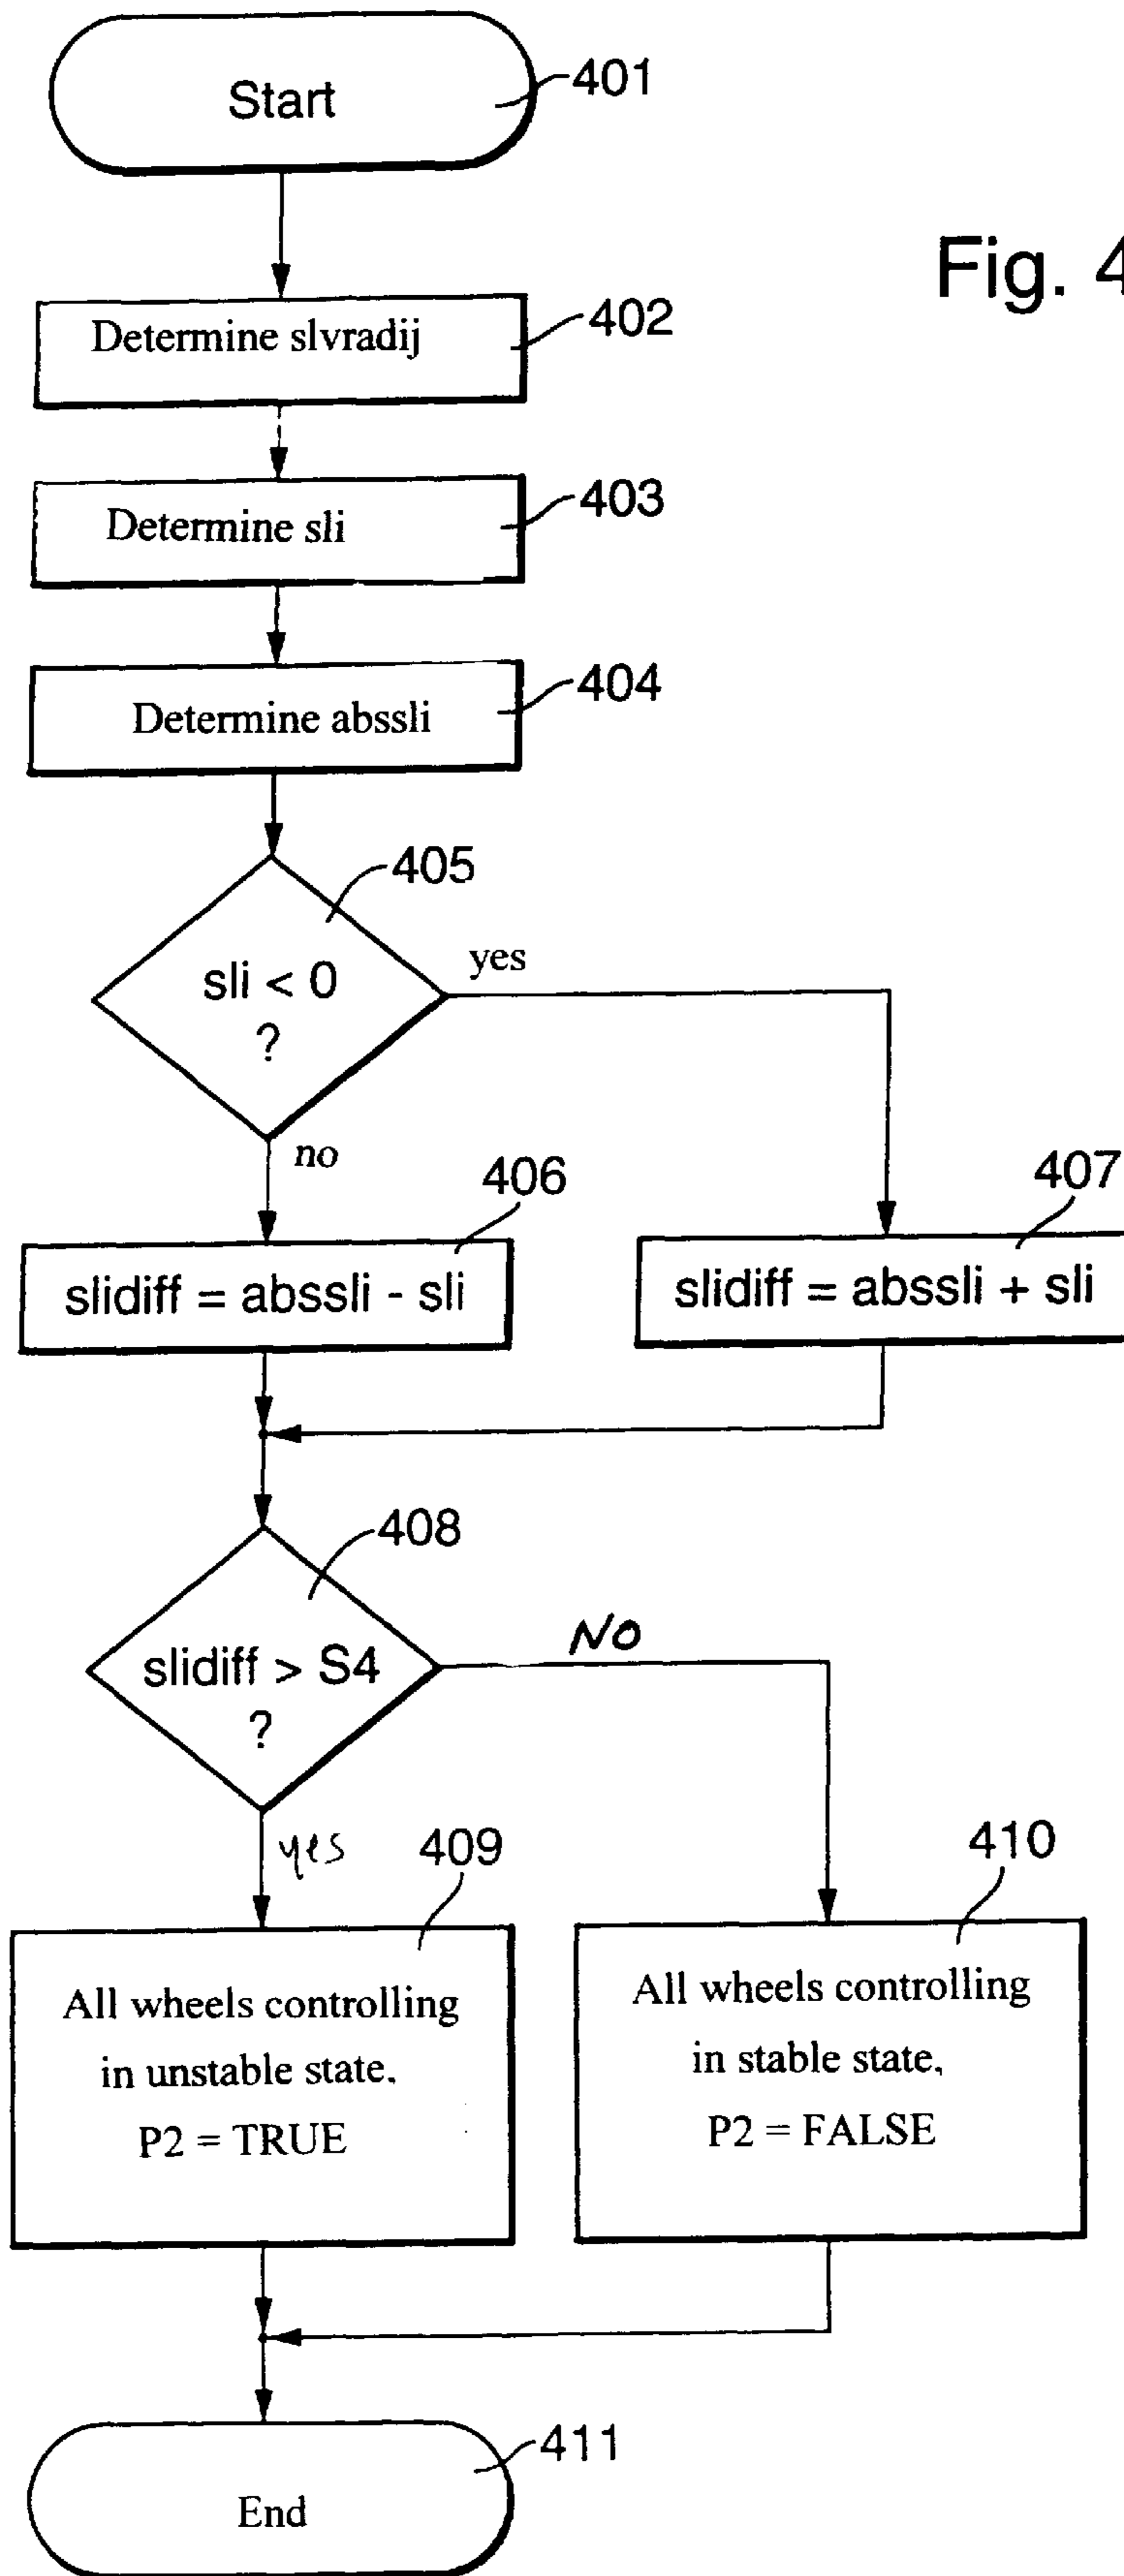 Start
401
Fig. 4
Determine slvradij
402
Determine sli
403
Determine abssli
404
405
sli < 0
?
yes
no
406
slidiff = abssli - sli
407
slidiff = abssli + sli
408
slidiff > S4
?
NO
yes
409
All wheels controlling
in unstable state.
P2 = TRUE
410
All wheels controlling
in stable state,
P2 = FALSE
411
End